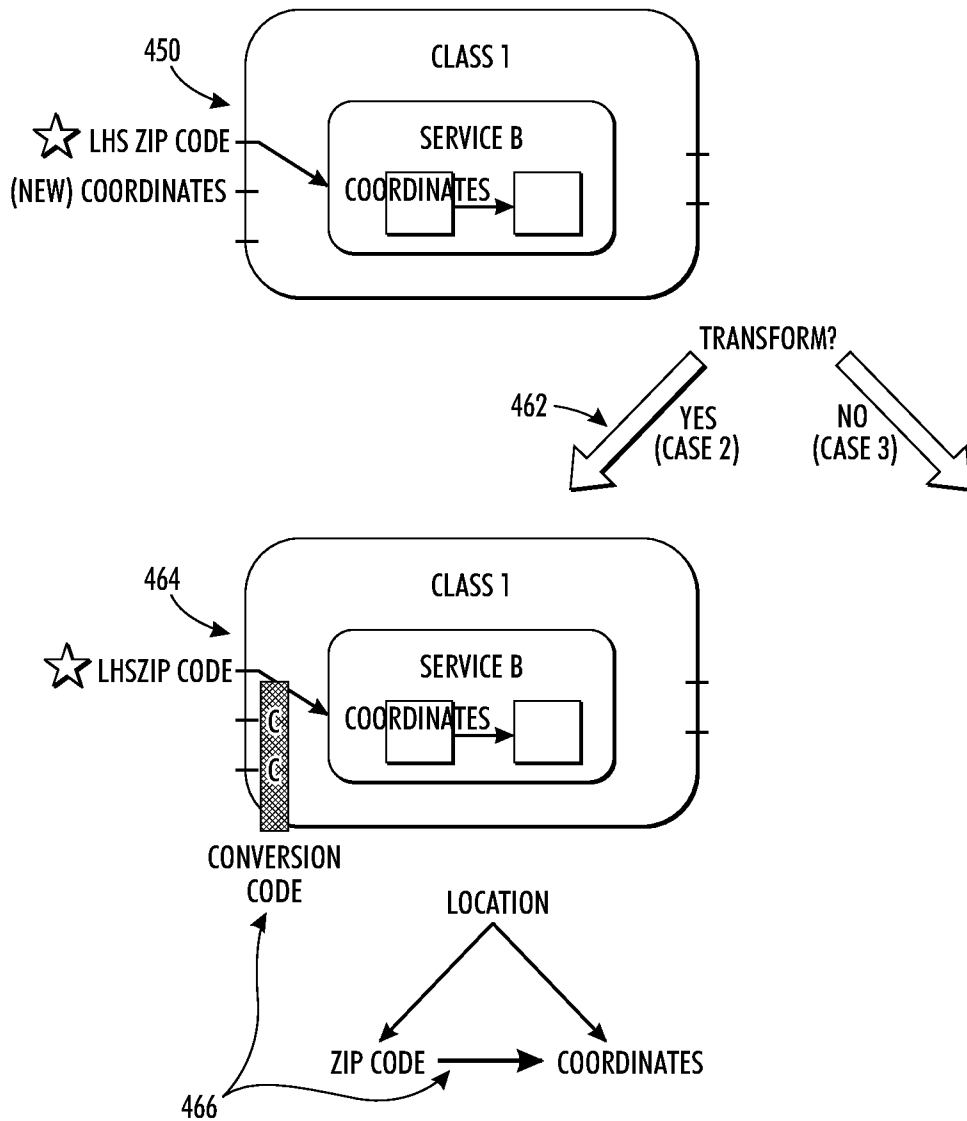 CLASS 1
450
LHS ZIP CODE
SERVICE B
(NEW) COORDINATES
COORDINATES
TRANSFORM?
462
YES
(CASE 2)
NO
(CASE 3)
464
CLASS 1
LHSZIP CODE
SERVICE B
COORDINATES
C
C
CONVERSION
CODE
LOCATION
ZIP CODE
COORDINATES
466